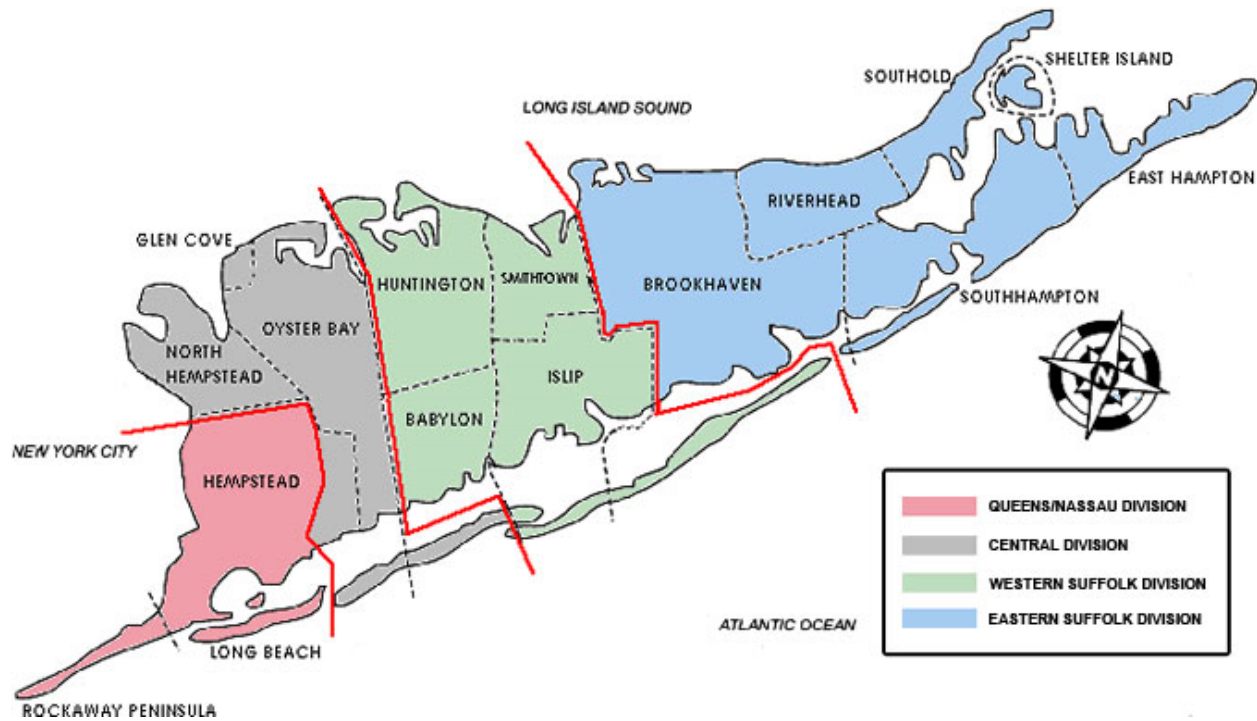 SHELTER ISLAND
SOUTHOLD
LONG ISLAND SOUND
EAST HAMPTON
RIVERHEAD
GLEN COVE
HUNTINGTON
SMITHTOWN
BROOKHAVEN
SOUTHHAMPTON
OYSTER BAY
NORTH
HEMPSTEAD
ISLIP
BABYLON
NEW YORK CITY
HEMPSTEAD
N
QUEENS/NASSAU DIVISION
CENTRAL DIVISION
WESTERN SUFFOLK DIVISION
EASTERN SUFFOLK DIVISION
ATLANTIC OCEAN
LONG BEACH
ROCKAWAY PENINSULA